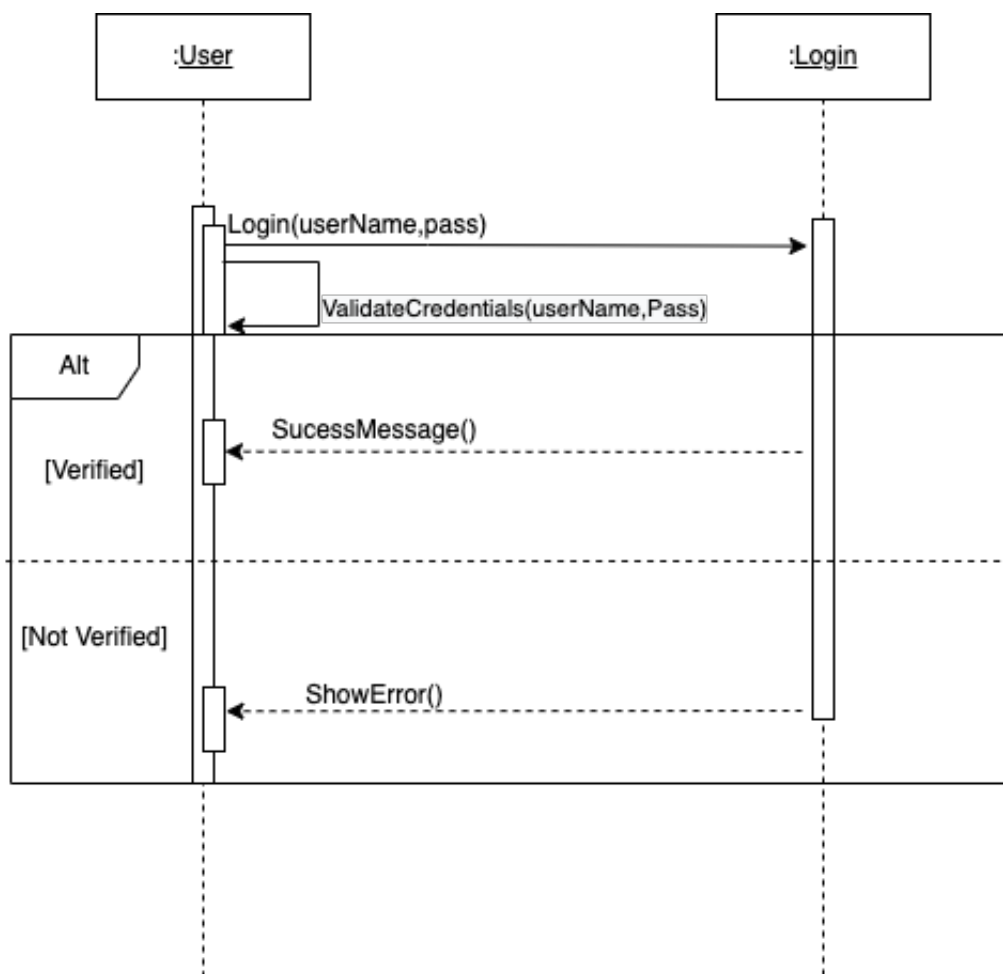 :User
:Login
Login(userName,pass)
ValidateCredentials(userName,Pass)
Alt
SucessMessage()
[Verified]
[Not Verified]
ShowError()